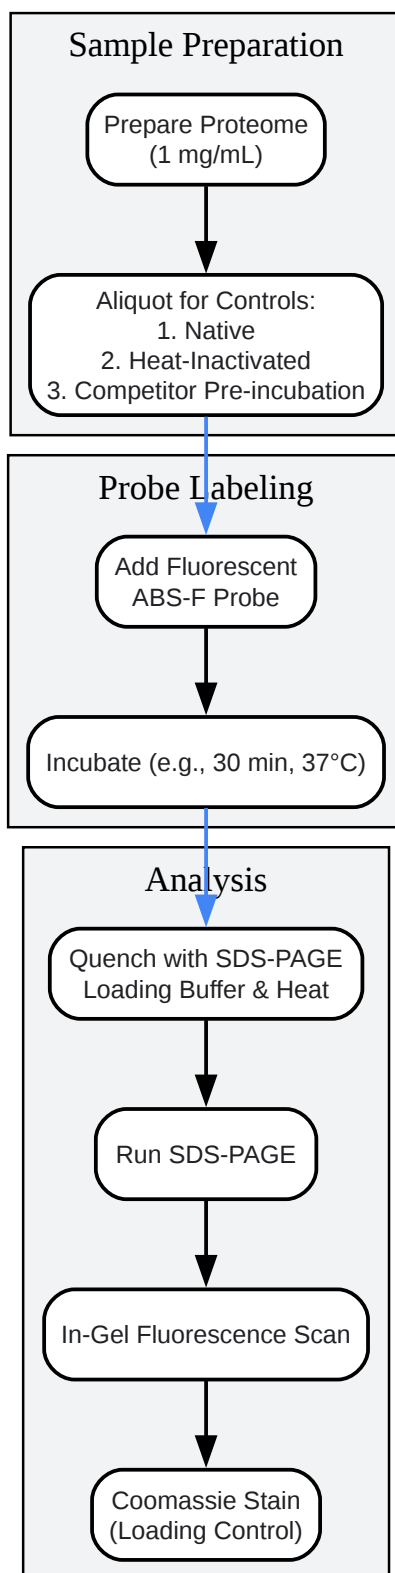 Sample Preparation
Prepare Proteome
(1 mg/mL)
Aliquot for Controls:
1. Native
2. Heat-Inactivated
3. Competitor Pre-incubation
Probe Labeling
Add Fluorescent
ABS-F Probe
Incubate (e.g., 30 min, 37°C)
Analysis
Quench with SDS-PAGE
Loading Buffer & Heat
Run SDS-PAGE
In-Gel Fluorescence Scan
Coomassie Stain
(Loading Control)